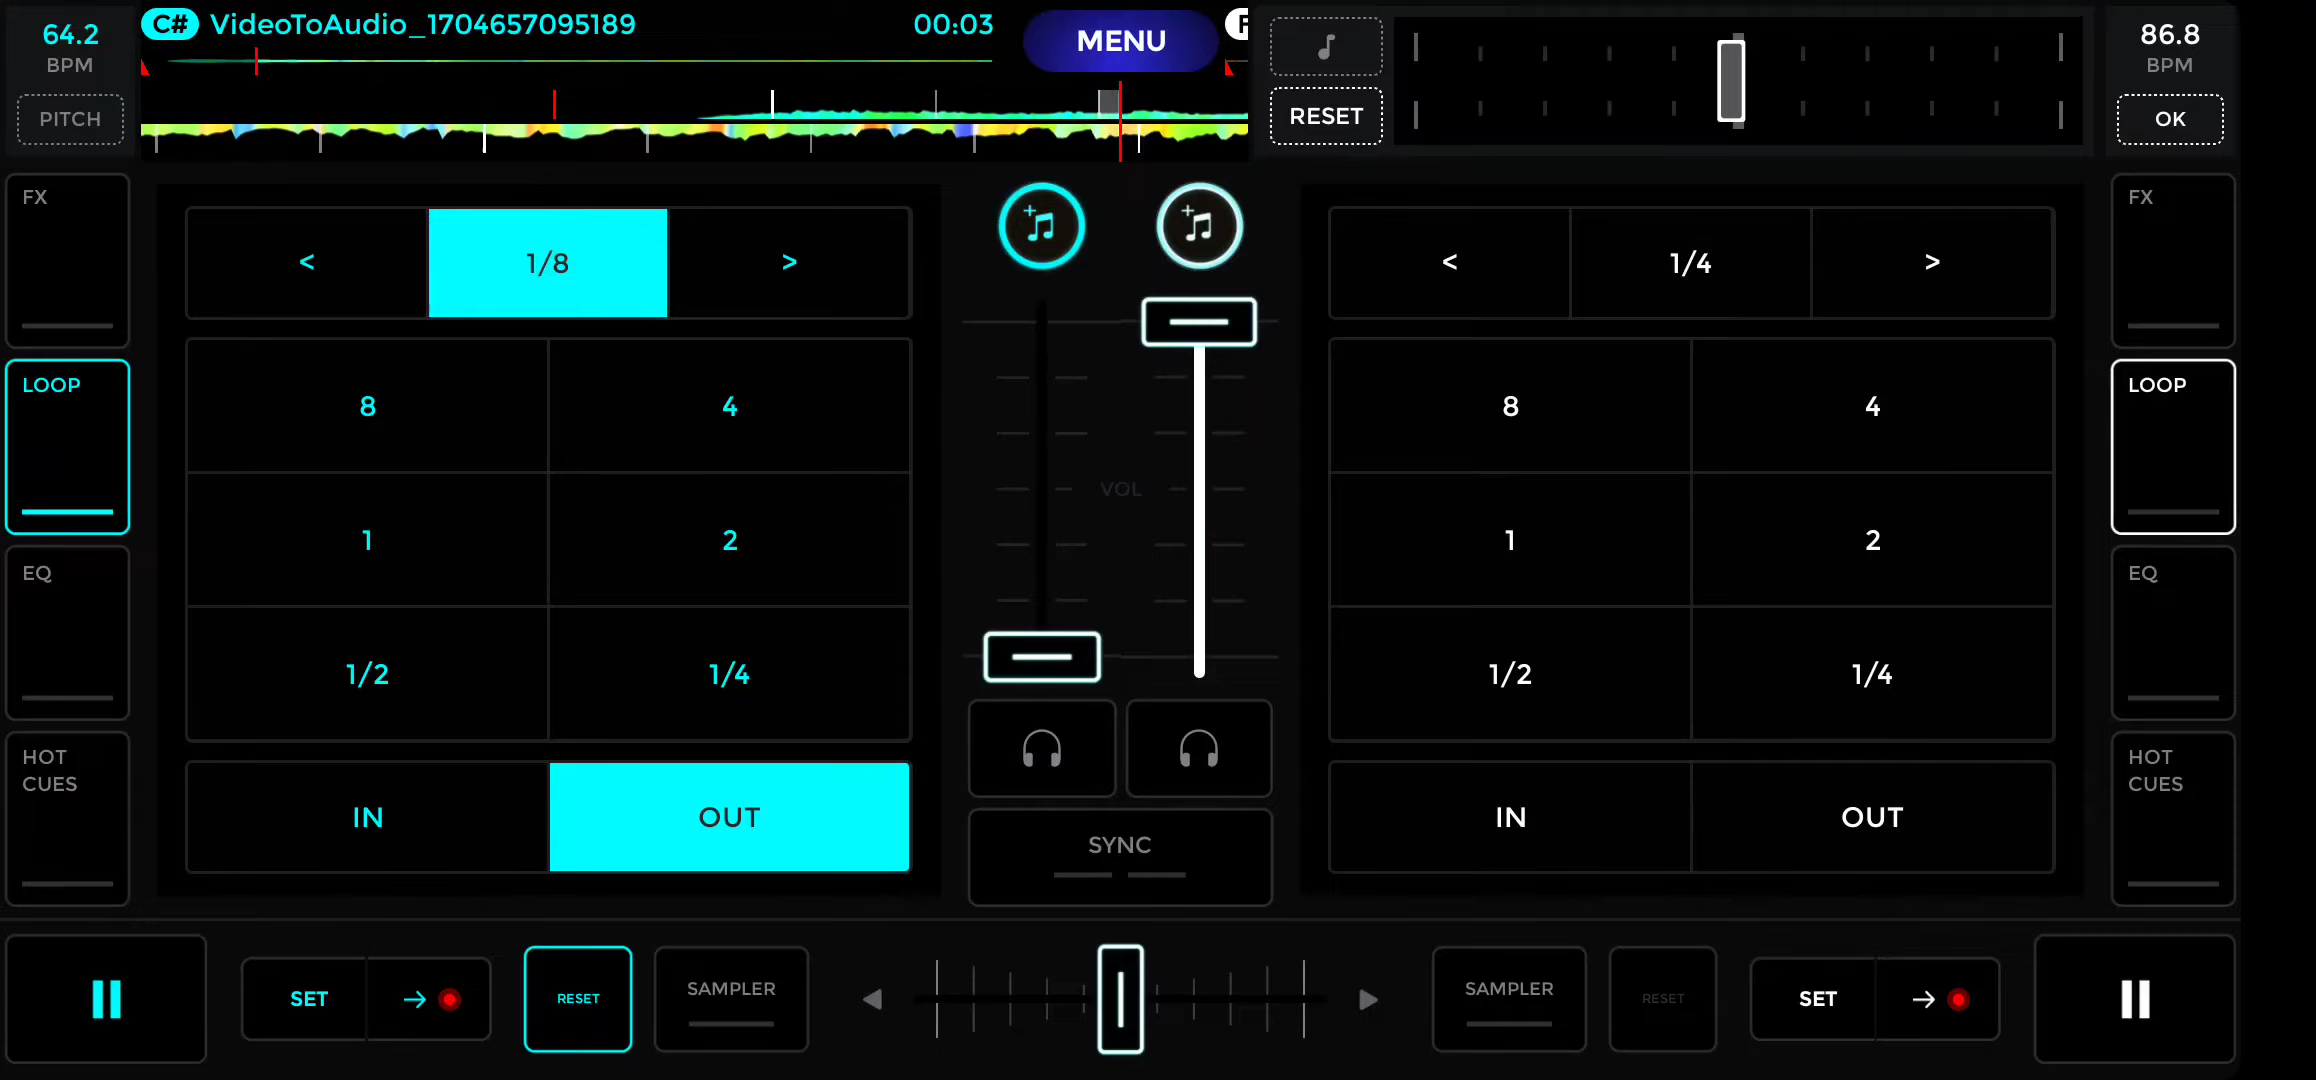 64.2
BPM
PITCH
C# VideoToAudio_1704657095189 00:03
MENU
RESET
86.8
BPM
OK
FX
LOOP
EQ
HOT
CUES
< 1/8 >
8 4
1 2
1/2 1/4
IN OUT
VOL
SYNC
< 1/4 >
8 4
1 2
1/2 1/4
IN OUT
FX
LOOP
EQ
HOT
CUES
SET
RESET
SAMPLER
SAMPLER
RESET
SET